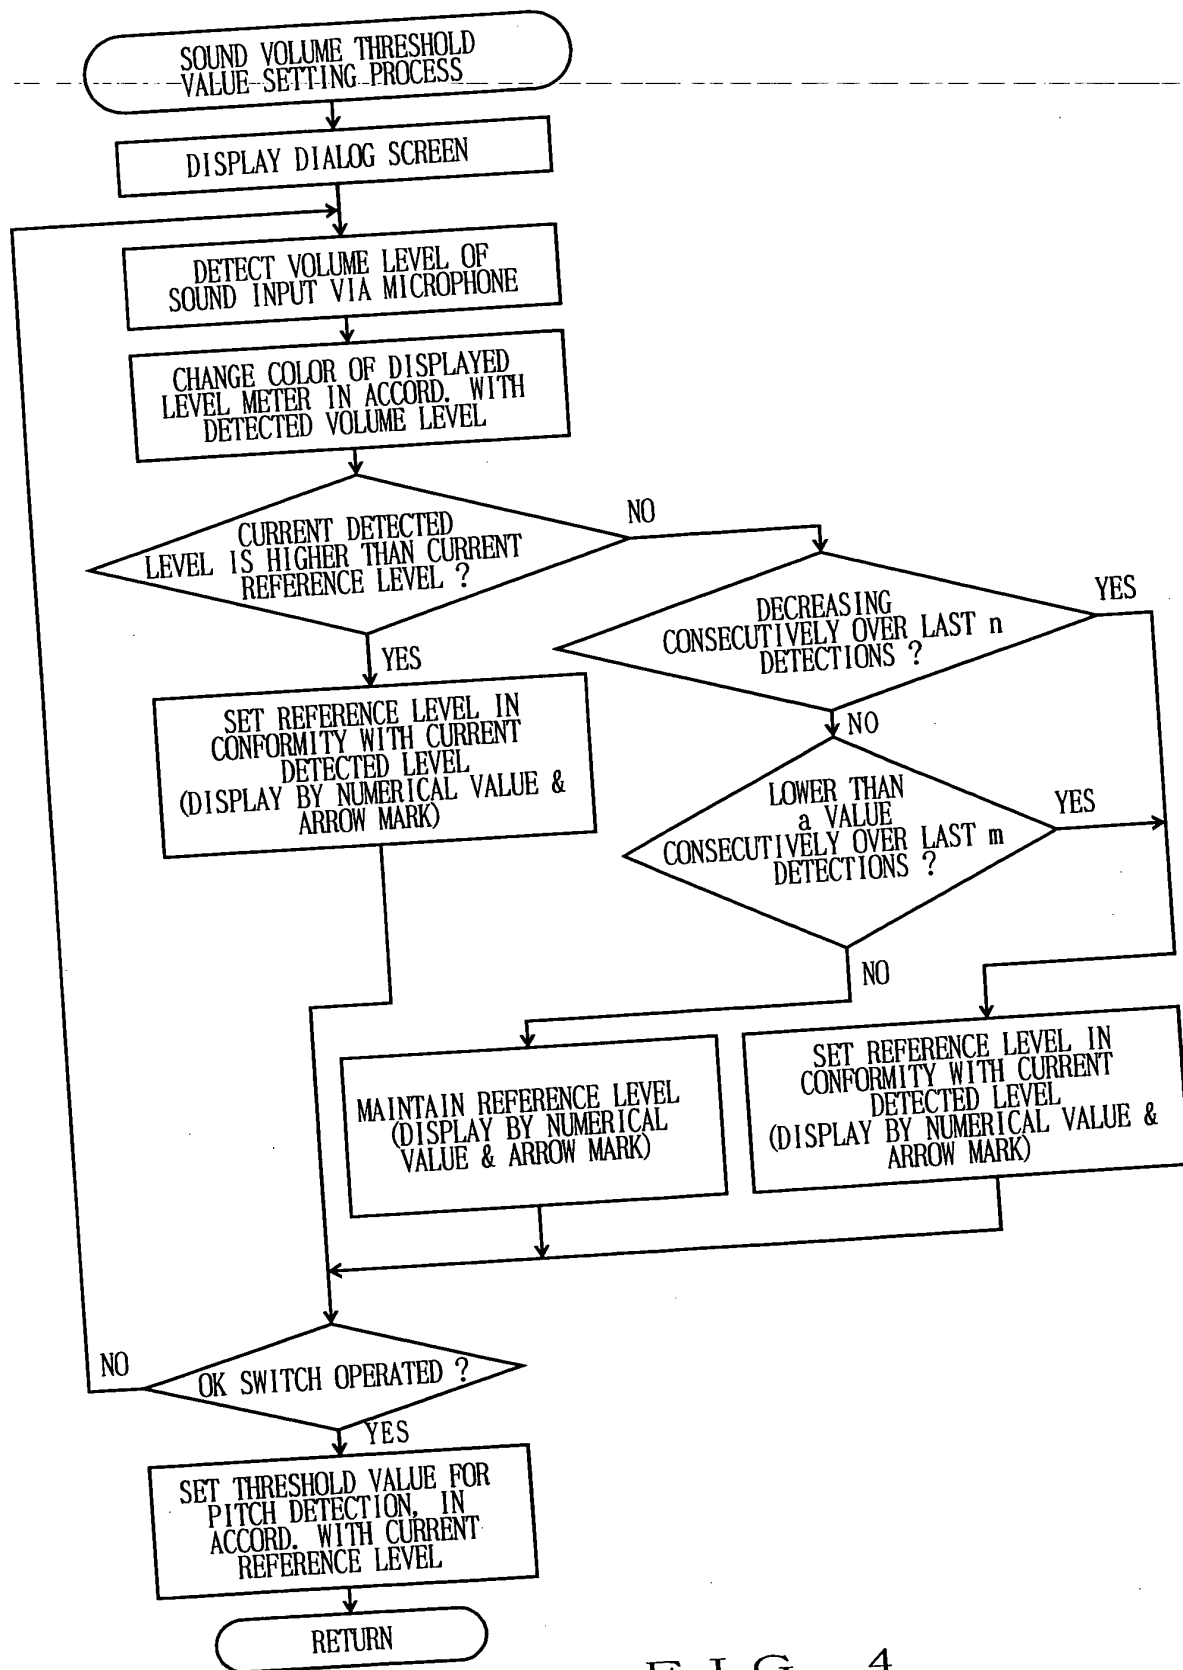 SOUND VOLUME THRESHOLD
VALUE SETTING PROCESS
DISPLAY DIALOG SCREEN
DETECT VOLUME LEVEL OF
SOUND INPUT VIA MICROPHONE
CHANGE COLOR OF DISPLAYED
LEVEL METER IN ACCORD. WITH
DETECTED VOLUME LEVEL
CURRENT DETECTED
LEVEL IS HIGHER THAN CURRENT
REFERENCE LEVEL ?
NO
YES
DECREASING
CONSECUTIVELY OVER LAST n
DETECTIONS ?
YES
NO
SET REFERENCE LEVEL IN
CONFORMITY WITH CURRENT
DETECTED LEVEL
(DISPLAY BY NUMERICAL VALUE &
ARROW MARK)
LOWER THAN
a VALUE
CONSECUTIVELY OVER LAST m
DETECTIONS ?
YES
NO
MAINTAIN REFERENCE LEVEL
(DISPLAY BY NUMERICAL
VALUE & ARROW MARK)
SET REFERENCE LEVEL IN
CONFORMITY WITH CURRENT
DETECTED LEVEL
(DISPLAY BY NUMERICAL VALUE &
ARROW MARK)
OK SWITCH OPERATED ?
NO
YES
SET THRESHOLD VALUE FOR
PITCH DETECTION, IN
ACCORD. WITH CURRENT
REFERENCE LEVEL
RETURN
FIG. 4